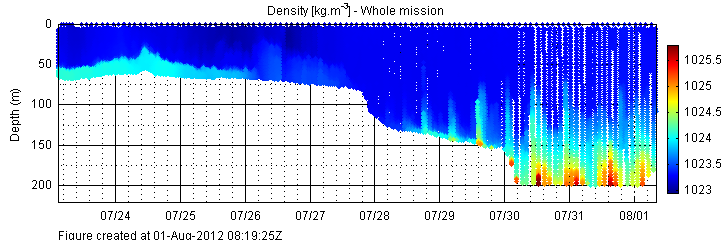 Density [kg.m-3] - Whole mission
0
50
100
150
200
Depth (m)
07/24 07/25 07/26 07/27 07/28 07/29 07/30 07/31 08/01
1025.5
1025
1024.5
1024
1023.5
1023
Figure created at 01-Aug-2012 08:19:25Z